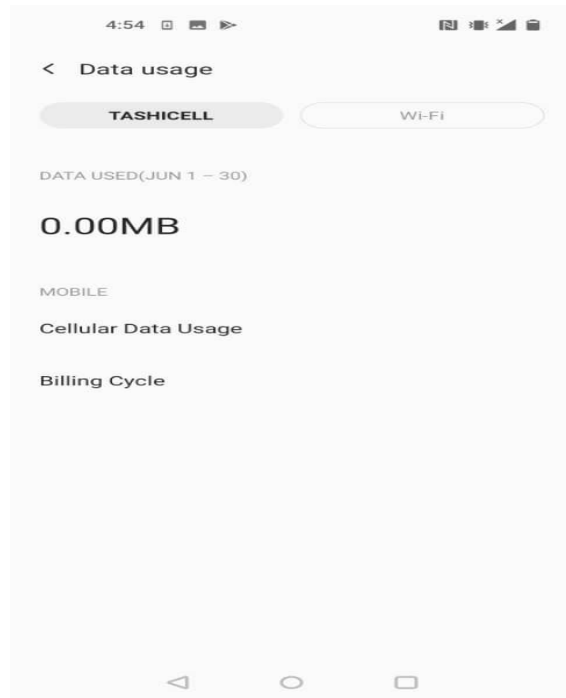 4:54
Data usage
TASHICELL
Wi-Fi
DATA USED(JUN 1 – 30)
0.00MB
MOBILE
Cellular Data Usage
Billing Cycle